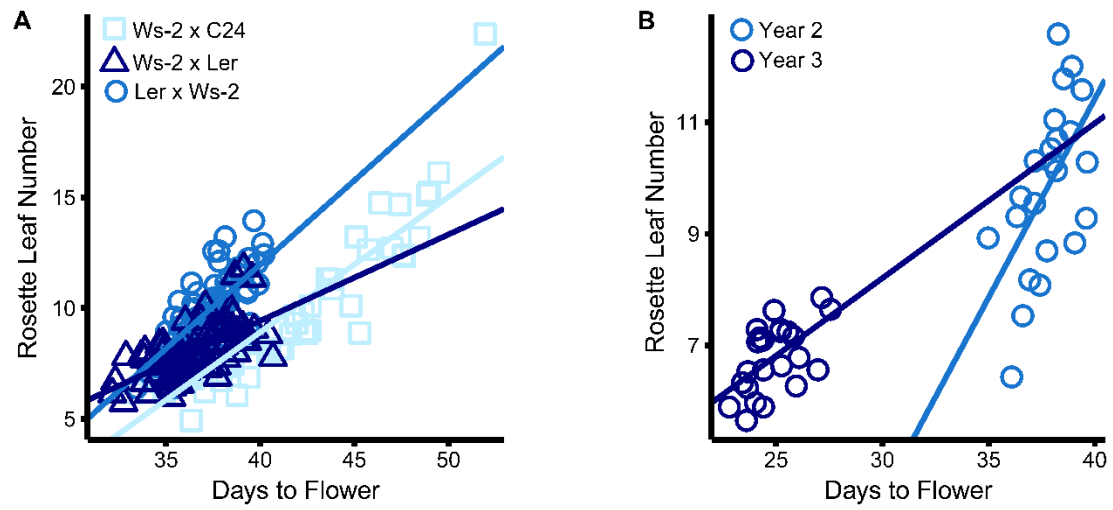 A
Ws-2 x C24
Ws-2 x Ler
Ler x Ws-2
Rosette Leaf Number
20
15
10
5
35 40 45 50
Days to Flower
B
Year 2
Year 3
Rosette Leaf Number
11
9
7
25 30 35 40
Days to Flower